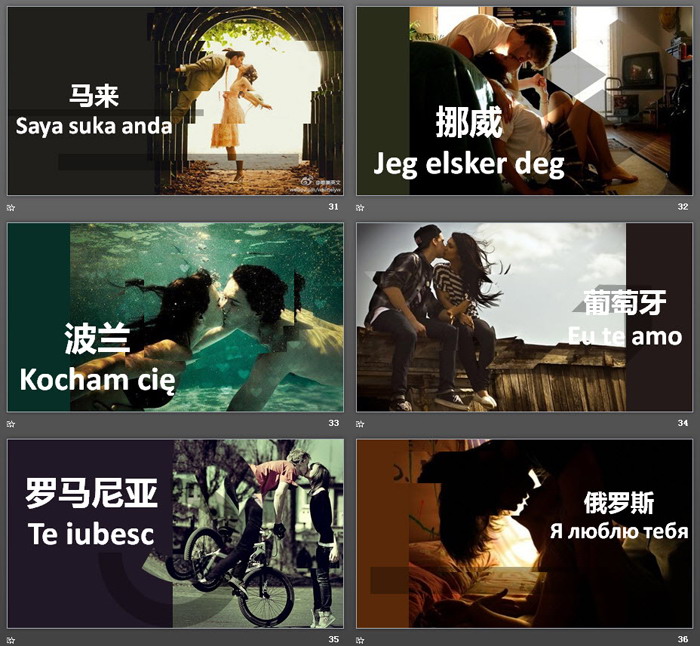 马来
Saya suka anda
31
挪威
Jeg elsker deg
32
波兰
Kocham cię
33
葡萄牙
Eu te amo
34
罗马尼亚
Te iubesc
35
俄罗斯
Я люблю тебя
36